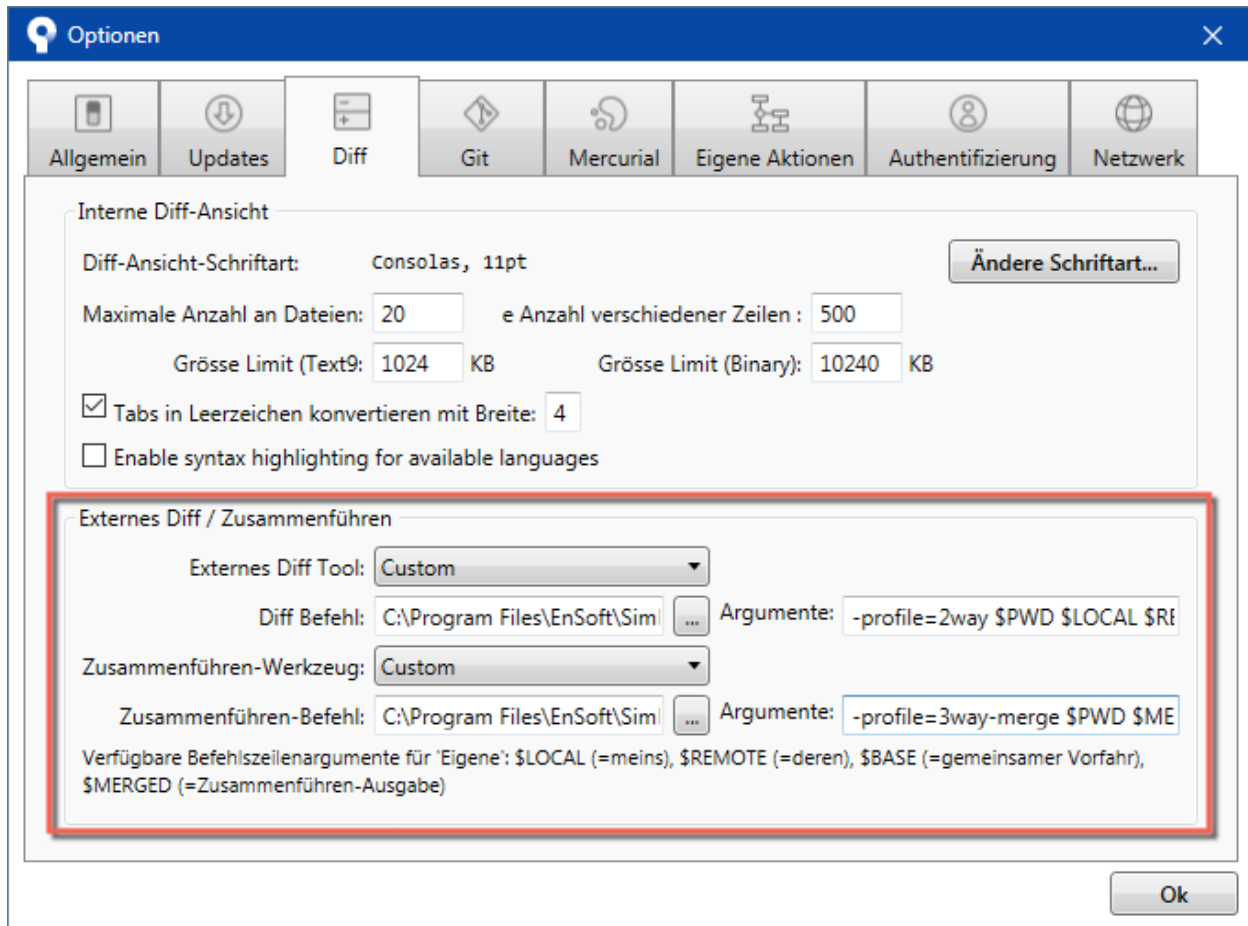 Optionen
Allgemein Updates Diff Git Mercurial Eigene Aktionen Authentifizierung Netzwerk
Interne Diff-Ansicht
Diff-Ansicht-Schriftart: Consolas, 11pt Ändere Schriftart...
Maximale Anzahl an Dateien: 20 e Anzahl verschiedener Zeilen : 500
Grösse Limit (Text9: 1024 KB Grösse Limit (Binary): 10240 KB
Tabs in Leerzeichen konvertieren mit Breite: 4
Enable syntax highlighting for available languages
Externes Diff / Zusammenführen
Externes Diff Tool: Custom
Diff Befehl: C:\Program Files\EnSoft\Sim ... Argumente: -profile=2way $PWD $LOCAL $RE
Zusammenführen-Werkzeug: Custom
Zusammenführen-Befehl: C:\Program Files\EnSoft\Sim ... Argumente: -profile=3way-merge $PWD $ME
Verfügbare Befehlszeilenargumente für 'Eigene': $LOCAL (=meins), $REMOTE (=deren), $BASE (=gemeinsamer Vorfahr),
$MERGED (=Zusammenführen-Ausgabe)
Ok